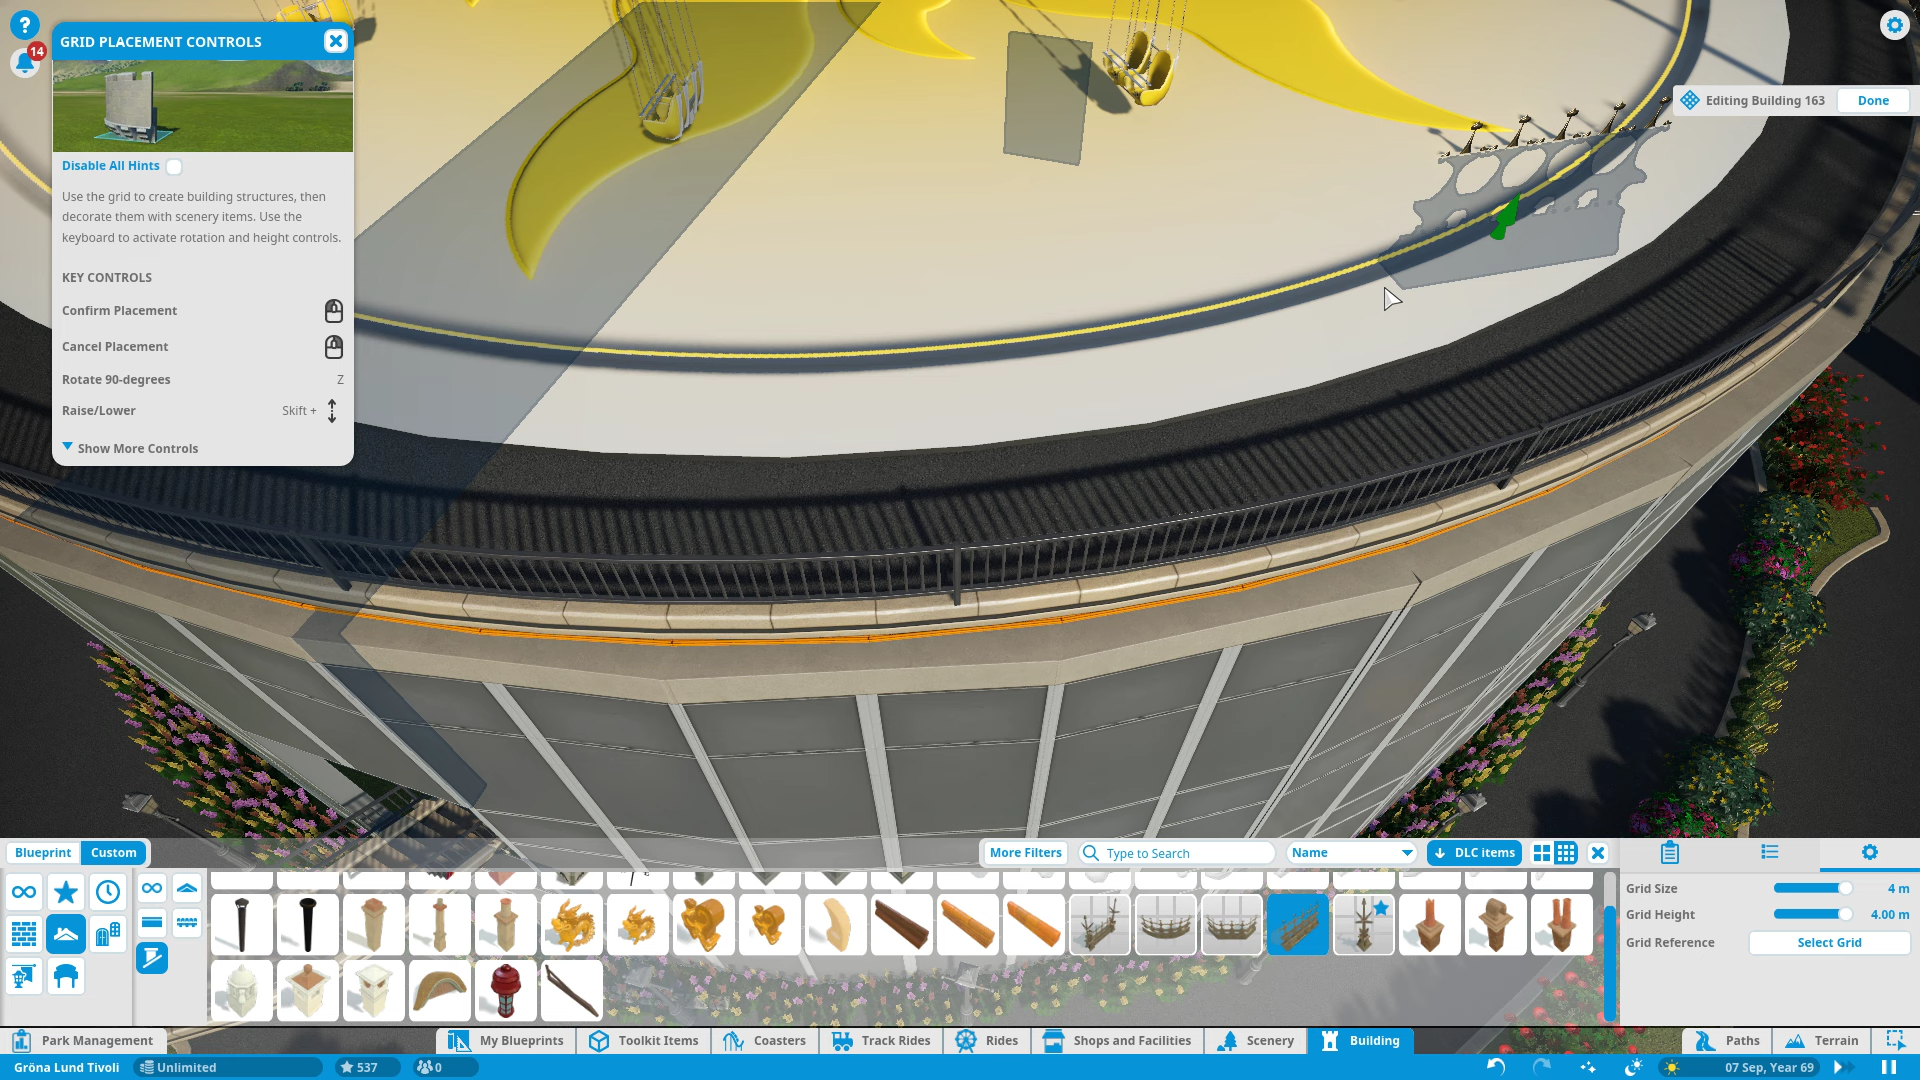 ?
14
GRID PLACEMENT CONTROLS
Disable All Hints
Use the grid to create building structures, then
decorate them with scenery items. Use the
keyboard to activate rotation and height controls.
KEY CONTROLS
Confirm Placement
Cancel Placement
Rotate 90-degrees Z
Raise/Lower Skift +
Show More Controls
Editing Building 163 Done
Blueprint Custom
More Filters Type to Search Name DLC items
Grid Size 4 m
Grid Height 4.00 m
Grid Reference Select Grid
Park Management My Blueprints Toolkit Items Coasters Track Rides Rides Shops and Facilities Scenery Building Paths Terrain
Gröna Lund Tivoli Unlimited 537 0 07 Sep, Year 69